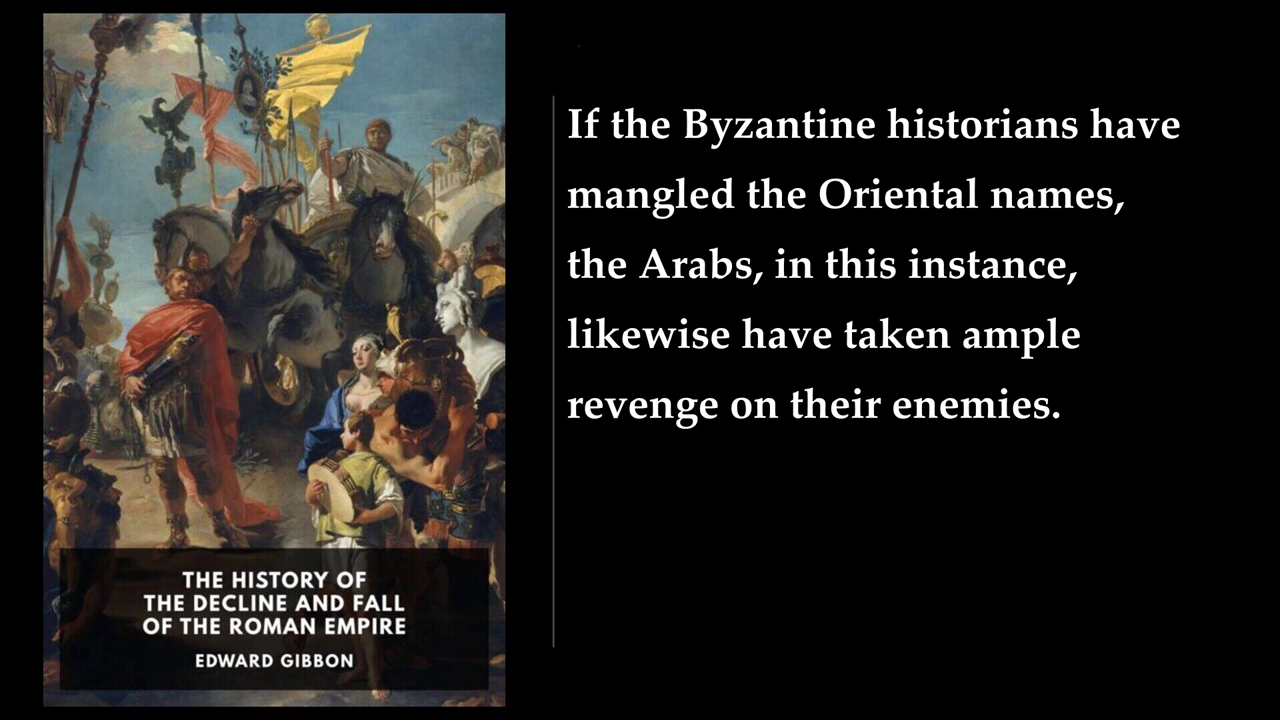 THE HISTORY OF
THE DECLINE AND FALL
OF THE ROMAN EMPIRE
EDWARD GIBBON
If the Byzantine historians have
mangled the Oriental names,
the Arabs, in this instance,
likewise have taken ample
revenge on their enemies.